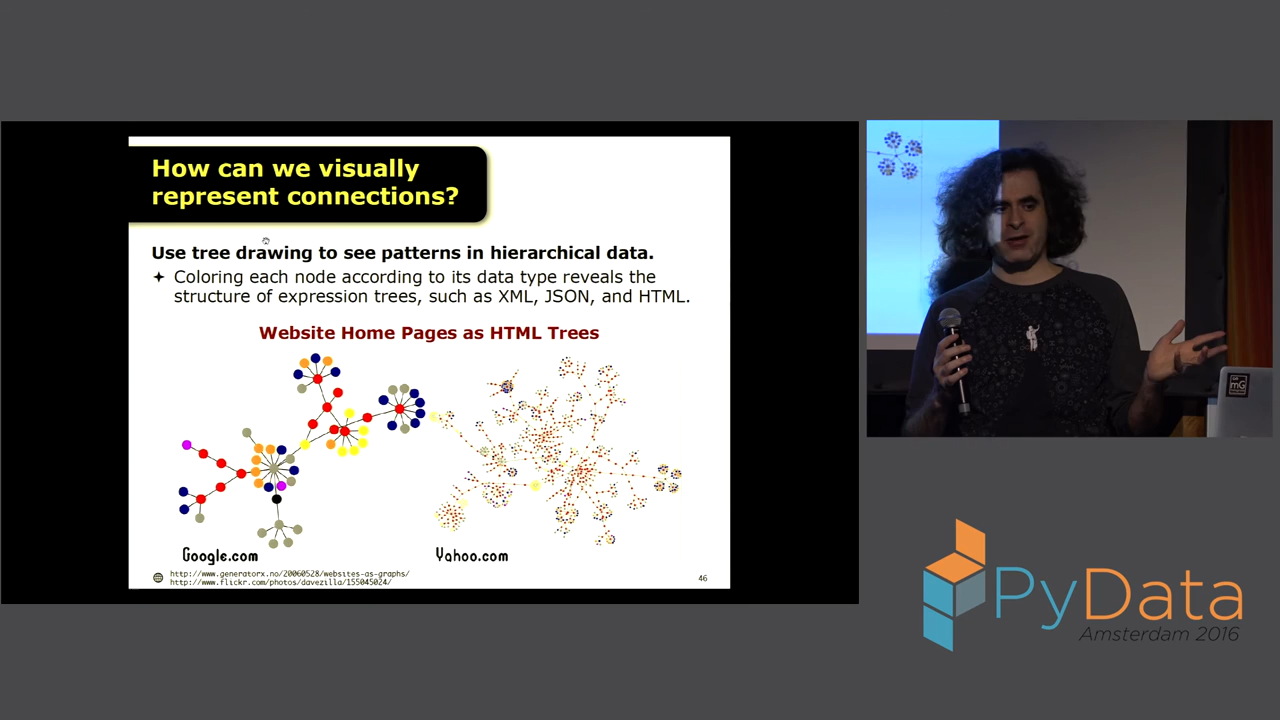 How can we visually
represent connections?
Use tree drawing to see patterns in hierarchical data.
✦ Coloring each node according to its data type reveals the
structure of expression trees, such as XML, JSON, and HTML.
Website Home Pages as HTML Trees
Google.com
Yahoo.com
http://www.generatorx.no/20060528/websites-as-graphs/
http://www.flickr.com/photos/davezilla/155045024/
46
mG
PyData
Amsterdam 2016